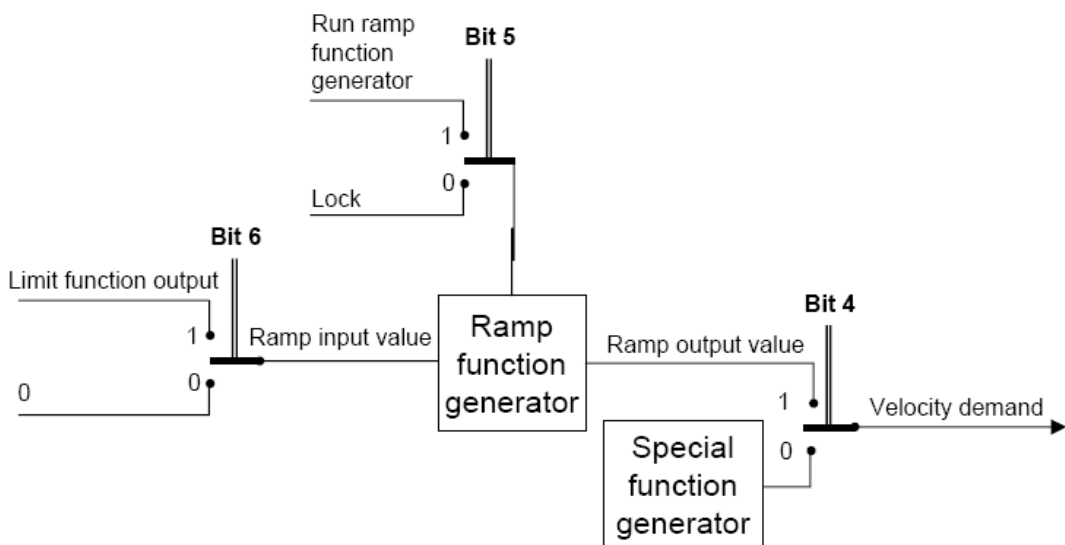 Run ramp
function
generator
Bit 5
1
0
Lock
Bit 6
Limit function output
1
Ramp input value
0
0
Ramp
function
generator
Bit 4
Ramp output value
1
Velocity demand
0
Special
function
generator